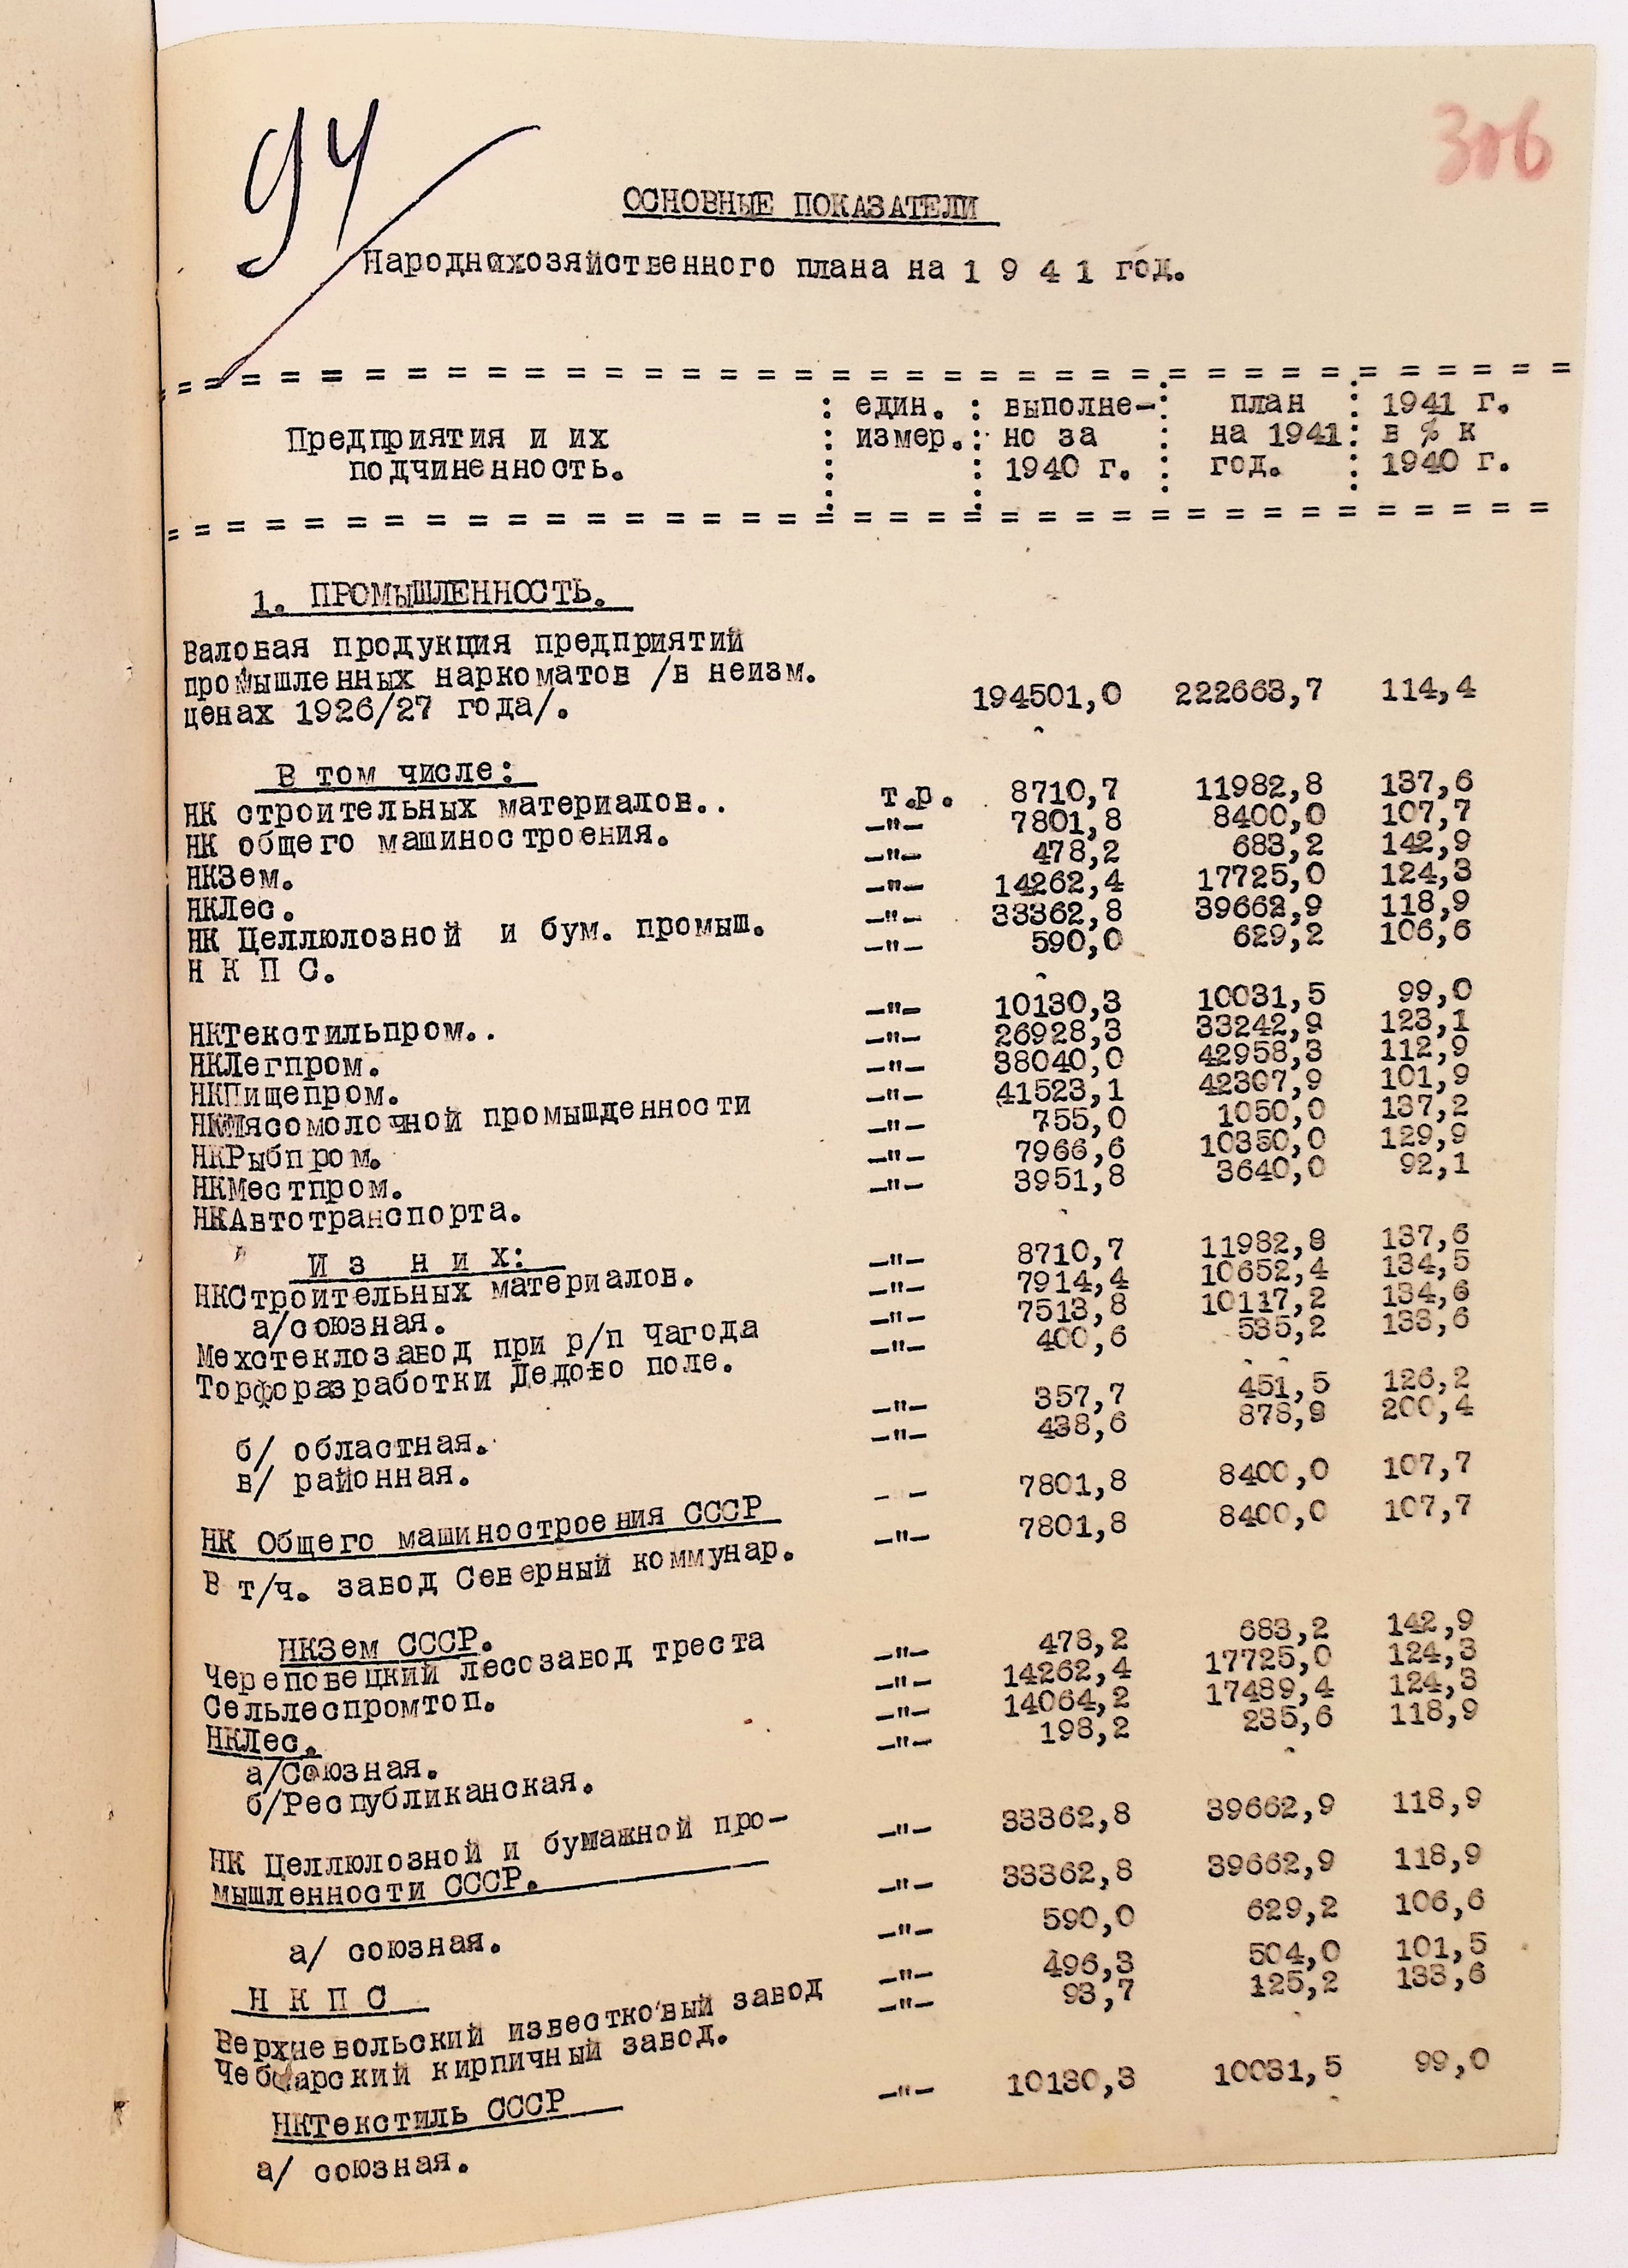 94
306
ОСНОВНЫЕ ПОКАЗАТЕЛИ
Народнохозяйственного плана на 1 9 4 1 год.
Предприятия и их подчиненность. : един. измер. : выполне- но за 1940 г. : план на 1941 год. : 1941 г. в % к 1940 г.
1. ПРОМЫШЛЕННОСТЬ.
Валовая продукция предприятий
промышленных наркоматов /в неизм.
ценах 1926/27 года/. 194501,0 222663,7 114,4
В том числе:
НК строительных материалов.. т.р. 8710,7 11982,8 137,6
НК общего машиностроения. -"- 7801,8 8400,0 107,7
НКЗем. -"- 478,2 683,2 142,9
НКЛес. -"- 14262,4 17725,0 124,3
НК Целлюлозной и бум. промыш. -"- 33362,8 39662,9 118,9
Н К П С. -"- 590,0 629,2 106,6
НКТекстильпром.. -"- 10130,3 10031,5 99,0
НКЛегпром. -"- 26928,3 33242,9 123,1
НКПищепром. -"- 38040,0 42958,3 112,9
НКМясомолочной промышденности -"- 41523,1 42307,9 101,9
НКРыбпром. -"- 755,0 1050,0 137,2
НКМестпром. -"- 7966,6 10350,0 129,9
НКАвтотранспорта. -"- 3951,8 3640,0 92,1
И з н и х:
НКСтроительных материалов. -"- 8710,7 11982,8 137,6
а/союзная. -"- 7914,4 10652,4 134,5
Мехстеклозавод при р/п Чагода -"- 7513,8 10117,2 134,6
Торфоразработки Дедово поле. -"- 400,6 535,2 133,6
б/ областная. -"- 357,7 451,5 126,2
в/ районная. -"- 438,6 878,9 200,4
НК Общего машиностроения СССР - - 7801,8 8400,0 107,7
В т/ч. завод Северный коммунар. -"- 7801,8 8400,0 107,7
НКЗем СССР.
Череповецкий лесозавод треста
Сельлеспромтоп. -"- 478,2 683,2 142,9
НКЛес. -"- 14262,4 17725,0 124,3
а/Союзная. -"- 14064,2 17489,4 124,3
б/Республиканская. -"- 198,2 235,6 118,9
НК Целлюлозной и бумажной про-
мышленности СССР. -"- 33362,8 39662,9 118,9
а/ союзная. -"- 33362,8 39662,9 118,9
Н К П С -"- 590,0 629,2 106,6
Верхневольский известковый завод -"- 496,3 504,0 101,5
Чебсарский кирпичный завод. -"- 93,7 125,2 133,6
НКТекстиль СССР
а/ союзная. -"- 10130,3 10031,5 99,0